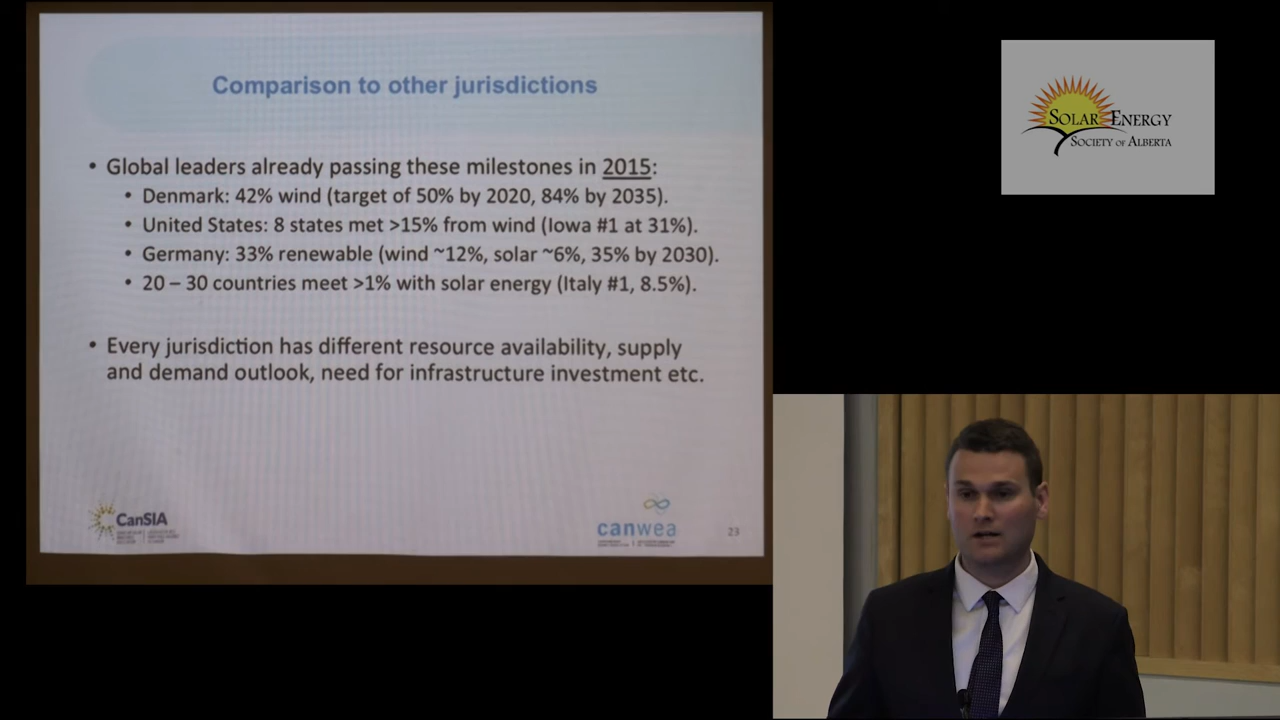 Comparison to other jurisdictions
• Global leaders already passing these milestones in 2015:
• Denmark: 42% wind (target of 50% by 2020, 84% by 2035).
• United States: 8 states met >15% from wind (Iowa #1 at 31%).
• Germany: 33% renewable (wind ~12%, solar ~6%, 35% by 2030).
• 20 – 30 countries meet >1% with solar energy (Italy #1, 8.5%).
• Every jurisdiction has different resource availability, supply
and demand outlook, need for infrastructure investment etc.
CanSIA
canwea
23
SOLAR ENERGY
SOCIETY OF ALBERTA